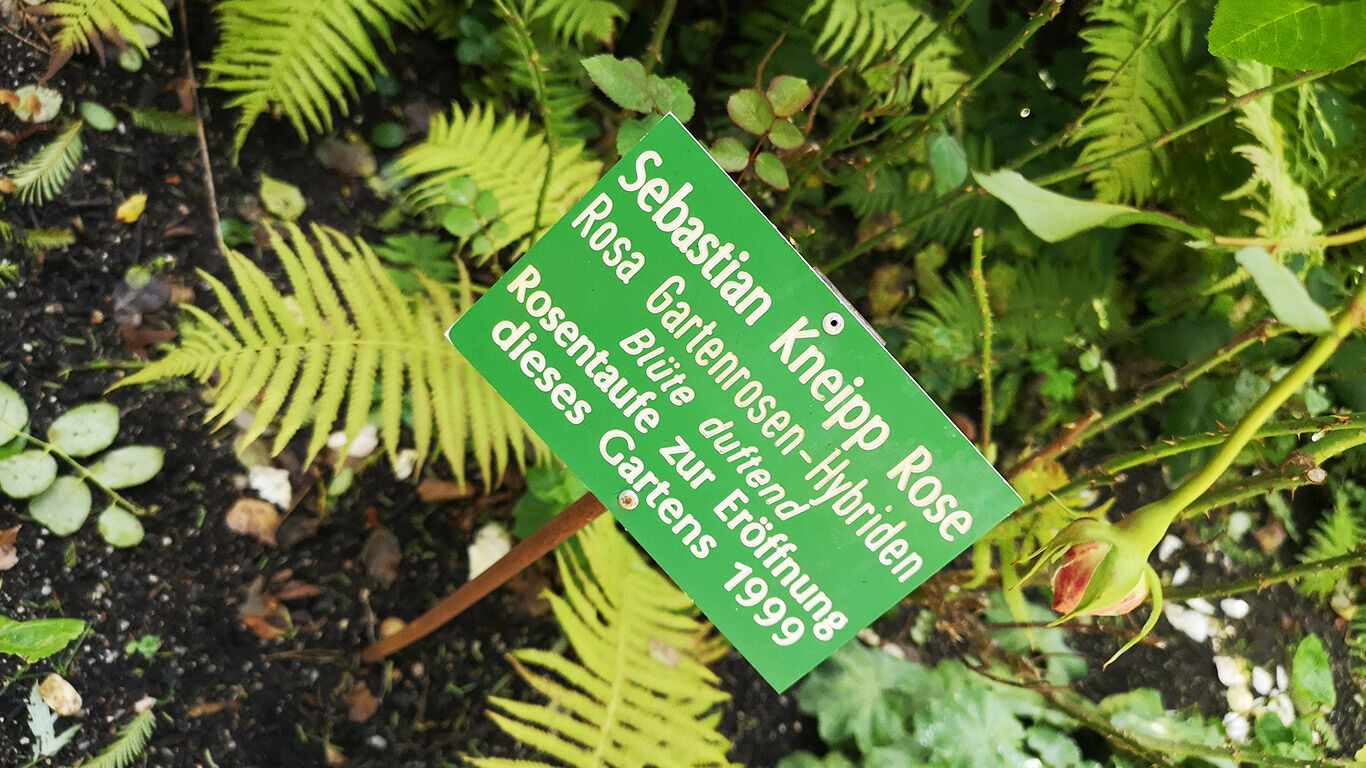 Sebastian Kneipp Rose
Rosa Gartenrosen-Hybriden
Blüte duftend
Rosentaufe zur Eröffnung
dieses Gartens 1999